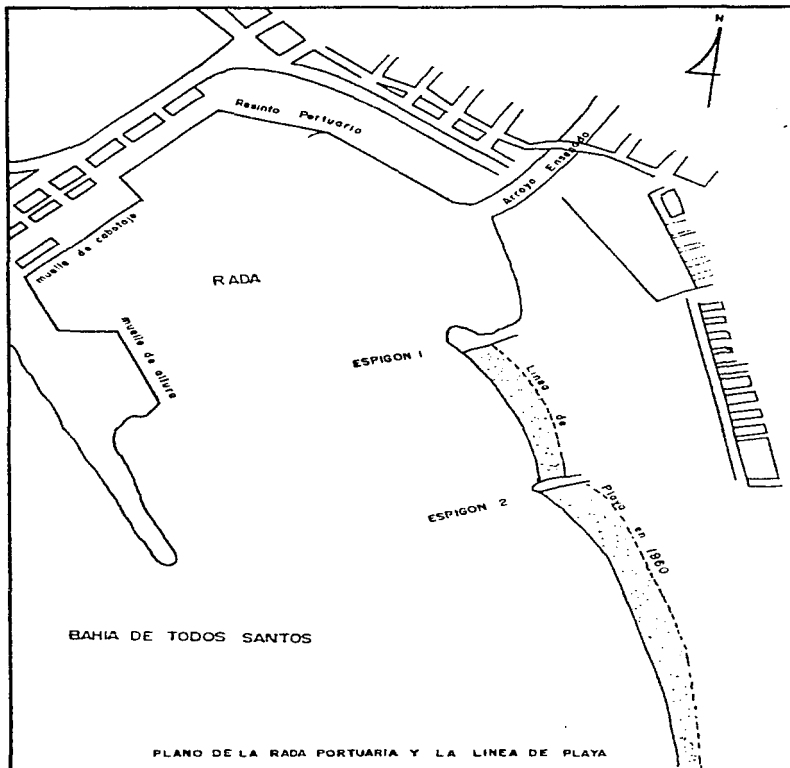 N
Resinto Portuario
Arroyo Ensenada
muelle de cabotaje
RADA
muelle de altura
ESPIGON 1
Linea de
ESPIGON 2
Playa en 1960
BAHIA DE TODOS SANTOS
PLANO DE LA RADA PORTUARIA Y LA LINEA DE PLAYA